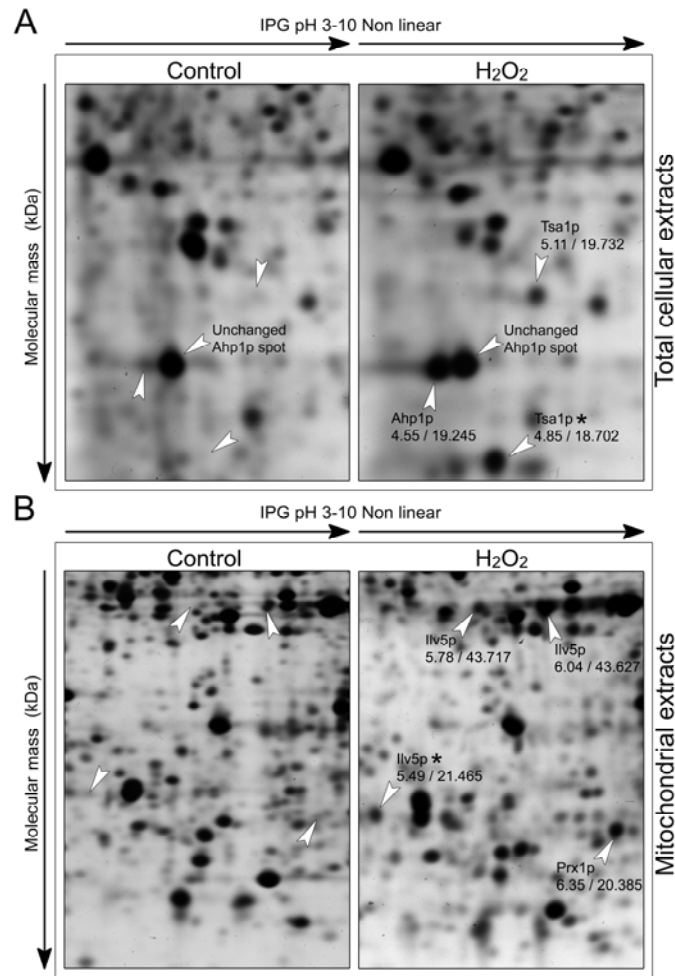 A
IPG pH 3-10 Non linear
Control
H₂O₂
Molecular mass (kDa)
Total cellular extracts
Tsa1p
5.11 / 19.732
Unchanged
Ahp1p spot
Unchanged
Ahp1p spot
Ahp1p
4.55 / 19.245
Tsa1p *
4.85 / 18.702
B
IPG pH 3-10 Non linear
Control
H₂O₂
Molecular mass (kDa)
Mitochondrial extracts
Ilv5p
5.78 / 43.717
Ilv5p
6.04 / 43.627
Ilv5p *
5.49 / 21.465
Prx1p
6.35 / 20.385